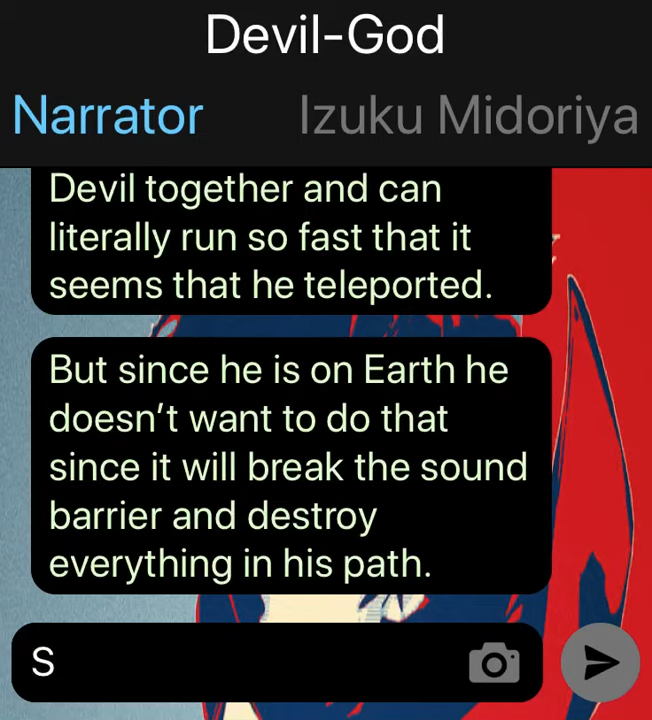 Devil-God
Narrator
Izuku Midoriya
Devil together and can
literally run so fast that it
seems that he teleported.
But since he is on Earth he
doesn't want to do that
since it will break the sound
barrier and destroy
everything in his path.
S